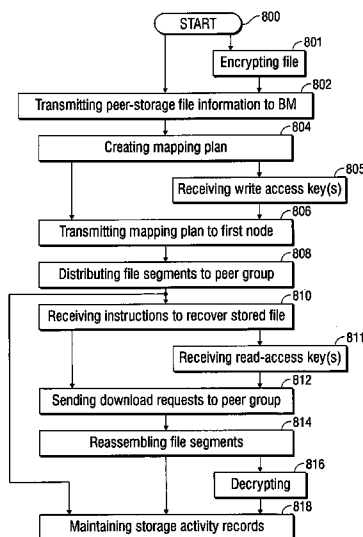 START
800
801
Encrypting file
802
Transmitting peer-storage file information to BM
804
Creating mapping plan
805
Receiving write access key(s)
806
Transmitting mapping plan to first node
808
Distributing file segments to peer group
810
Receiving instructions to recover stored file
811
Receiving read-access key(s)
812
Sending download requests to peer group
814
Reassembling file segments
816
Decrypting
818
Maintaining storage activity records